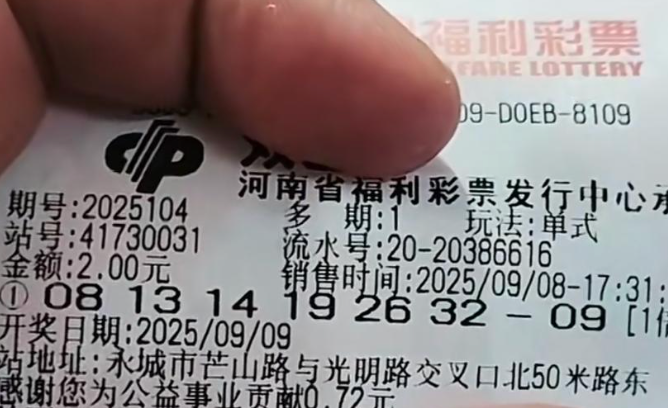 福利彩票
FARE LOTTERY
09-D0EB-8109
河南省福利彩票发行中心承
期号:2025104 多 期:1 玩法:单式
站号:41730031 流水号:20-20386616
金额:2.00元 销售时间:2025/09/08-17:31:
① 08 13 14 19 26 32 - 09 [1倍
开奖日期:2025/09/09
站地址:永城市芒山路与光明路交叉口北50米路东
感谢您为公益事业贡献0.72元